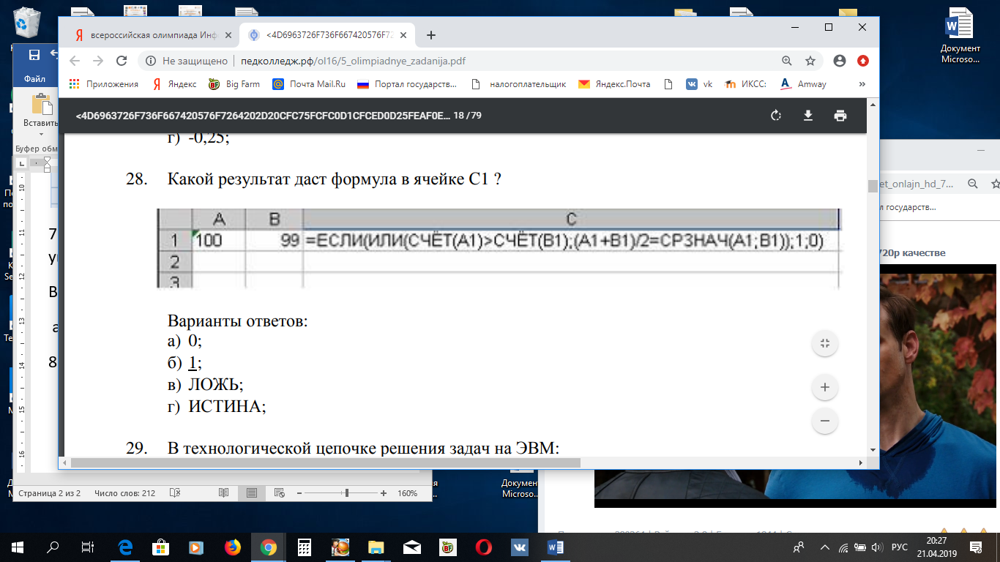 всероссийская олимпиада Инф
<4D6963726F736F667420576F72
Не защищено | педколледж.рф/ol16/5_olimpiadnye_zadanija.pdf
Приложения Яндекс Big Farm Почта Mail.Ru Портал государств... налогоплательщик Яндекс.Почта vk ИКСС: Amway »
<4D6963726F736F667420576F7264202D20CFC75FCFC0D1CFCED0D25FEAF0E... 18 / 79
г) -0,25;
28. Какой результат даст формула в ячейке С1 ?
A B C
1 100 99 =ЕСЛИ(ИЛИ(СЧЁТ(A1)>СЧЁТ(B1);(A1+B1)/2=СРЗНАЧ(A1;B1));1;0)
2
3
Варианты ответов:
а) 0;
б) 1;
в) ЛОЖЬ;
г) ИСТИНА;
29. В технологической цепочке решения задач на ЭВМ:
Файл
Вставить
Буфер обм
7
В
а
8
Страница 2 из 2 Число слов: 212 160%
Документ
Microso...
et_onlajn_hd_7...
л государств...
720p качестве
Документ
Microso...
РУС
20:27
21.04.2019